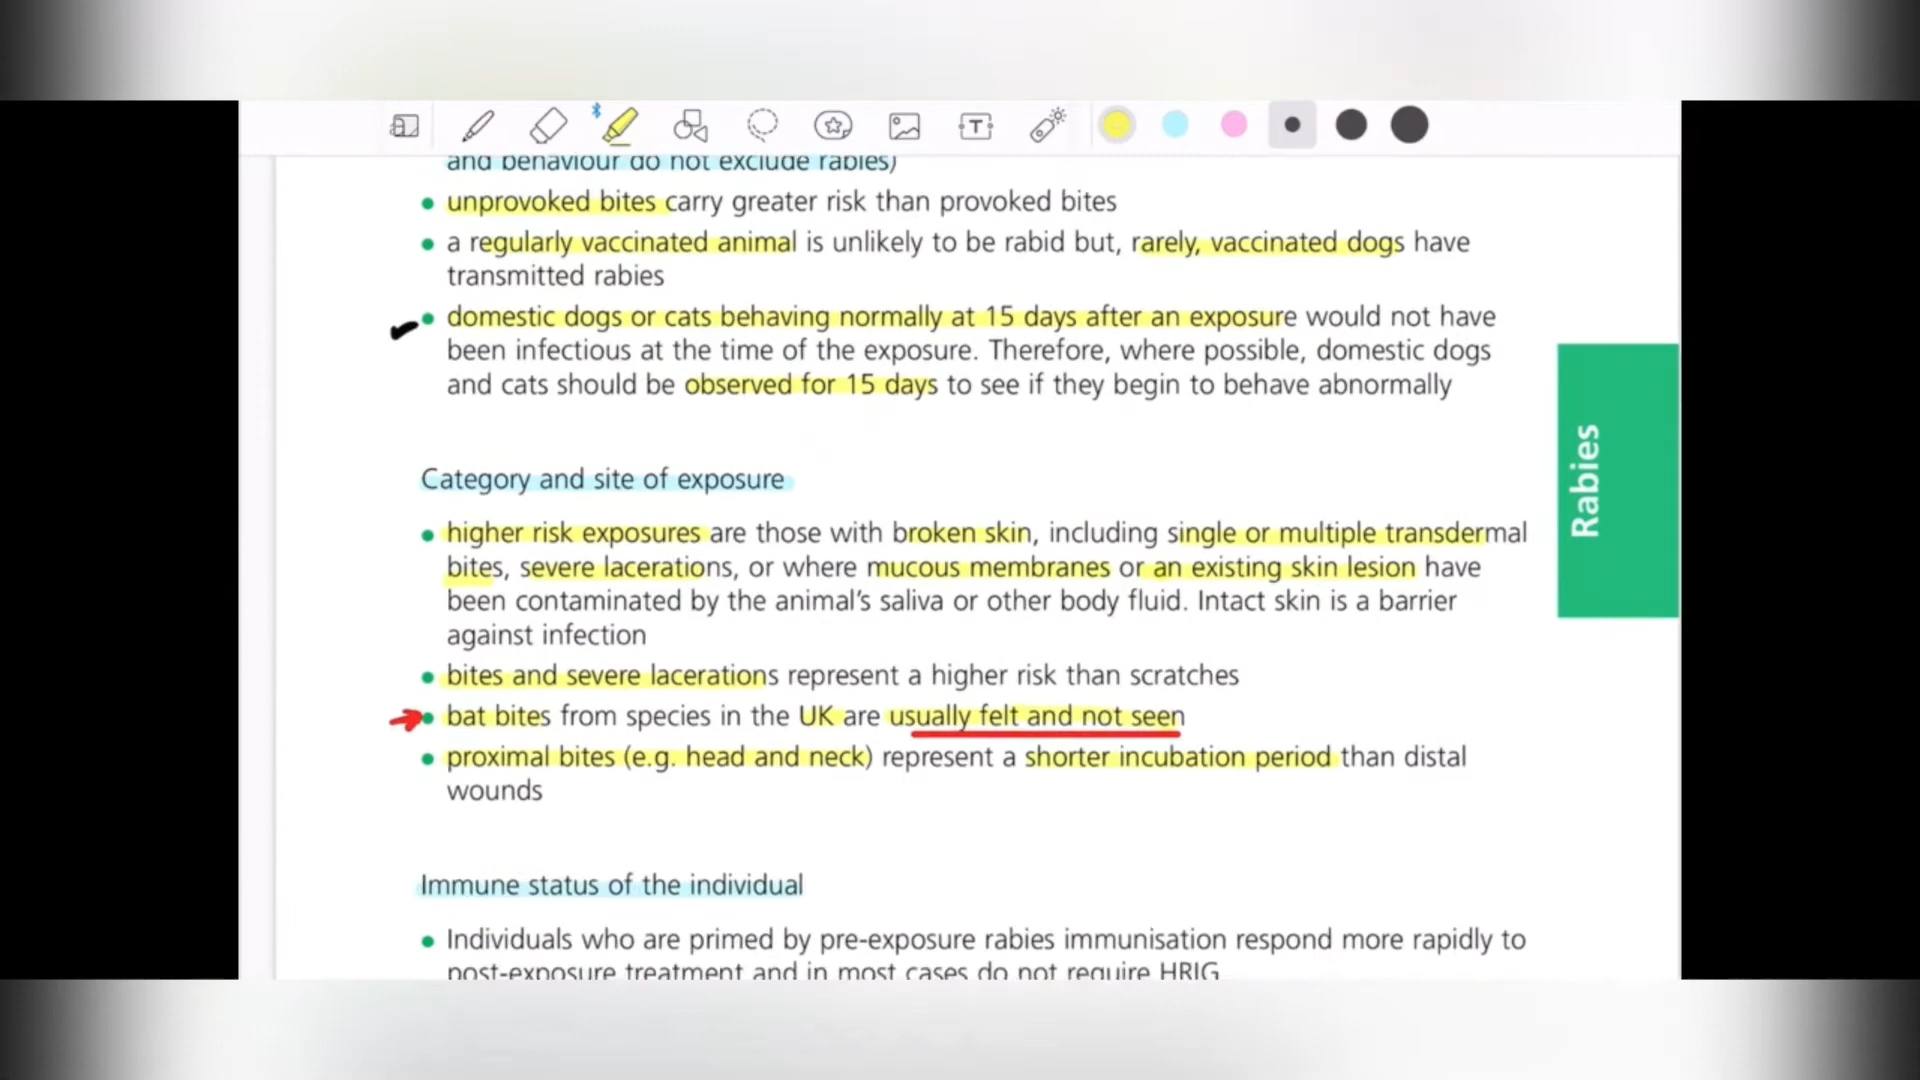 and behaviour do not exclude rabies)
unprovoked bites carry greater risk than provoked bites
a regularly vaccinated animal is unlikely to be rabid but, rarely, vaccinated dogs have
transmitted rabies
domestic dogs or cats behaving normally at 15 days after an exposure would not have
been infectious at the time of the exposure. Therefore, where possible, domestic dogs
and cats should be observed for 15 days to see if they begin to behave abnormally
Category and site of exposure
higher risk exposures are those with broken skin, including single or multiple transdermal
bites, severe lacerations, or where mucous membranes or an existing skin lesion have
been contaminated by the animal's saliva or other body fluid. Intact skin is a barrier
against infection
bites and severe lacerations represent a higher risk than scratches
bat bites from species in the UK are usually felt and not seen
proximal bites (e.g. head and neck) represent a shorter incubation period than distal
wounds
Immune status of the individual
Individuals who are primed by pre-exposure rabies immunisation respond more rapidly to
post-exposure treatment and in most cases do not require HRIG
Rabies
T